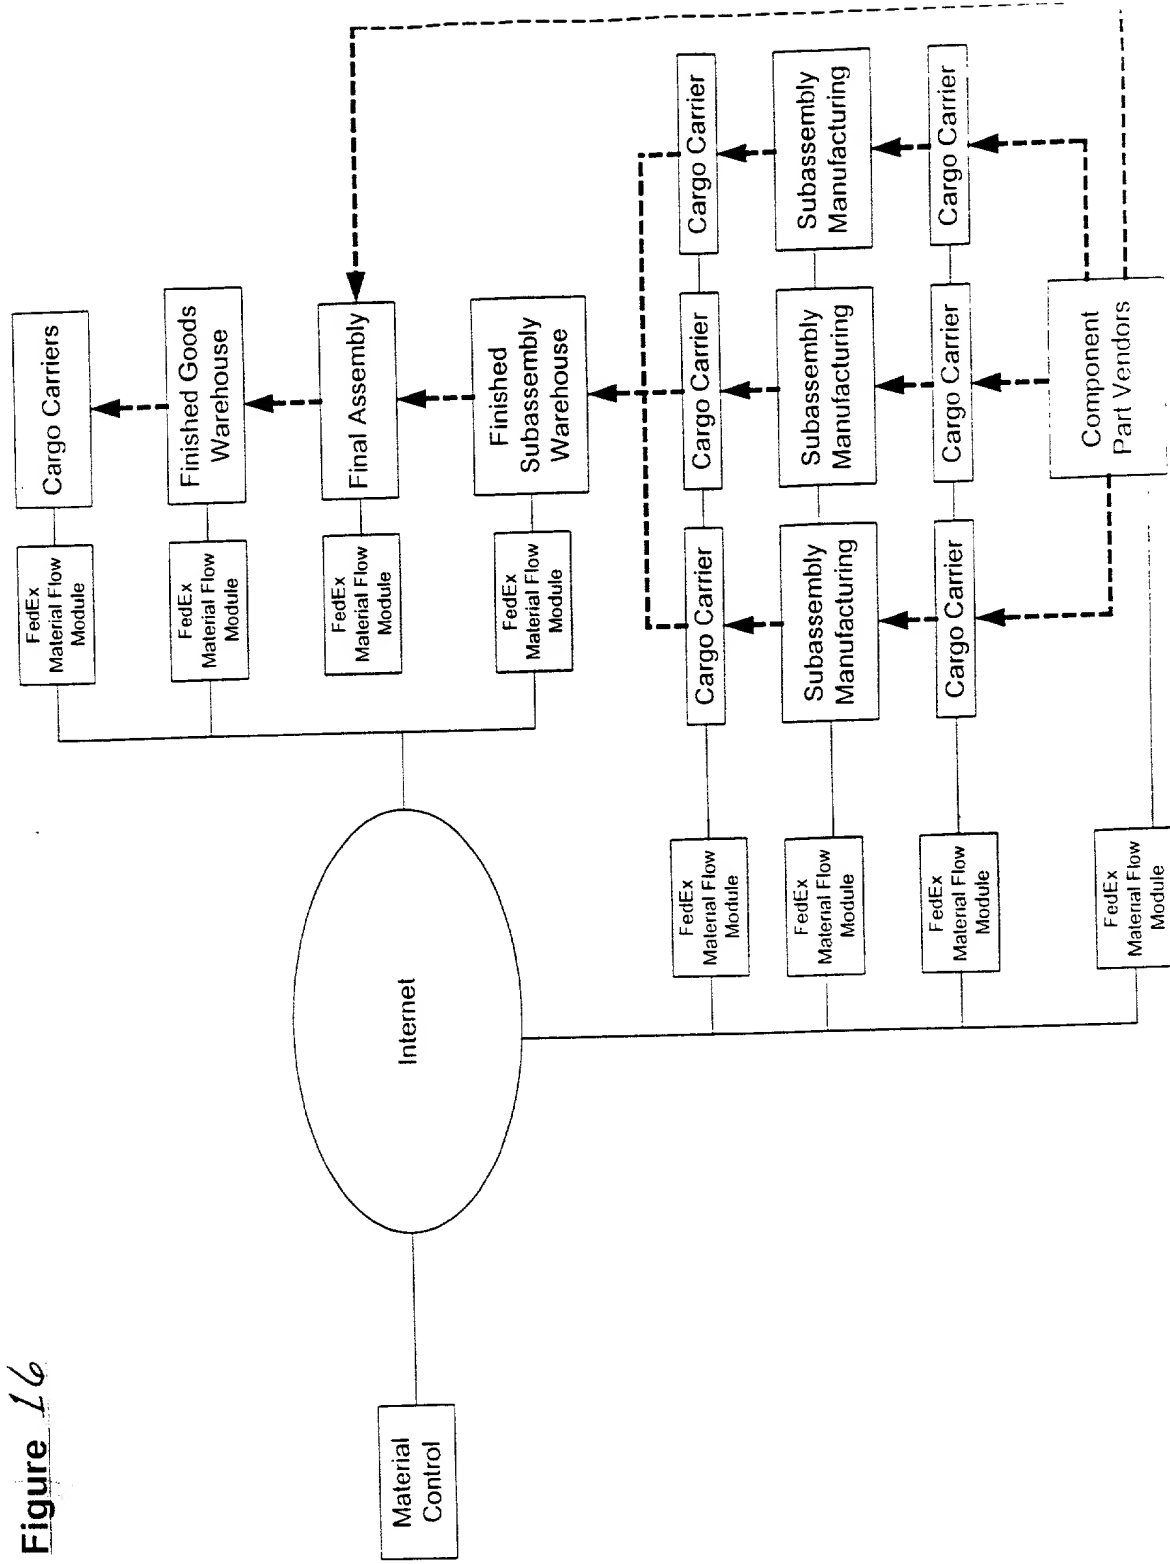 Figure 16
Material
Control
Internet
FedEx
Material Flow
Module
Cargo Carriers
FedEx
Material Flow
Module
Finished Goods
Warehouse
FedEx
Material Flow
Module
Final Assembly
FedEx
Material Flow
Module
Finished
Subassembly
Warehouse
FedEx
Material Flow
Module
Cargo Carrier
Cargo Carrier
Cargo Carrier
FedEx
Material Flow
Module
Subassembly
Manufacturing
Subassembly
Manufacturing
Subassembly
Manufacturing
FedEx
Material Flow
Module
Cargo Carrier
Cargo Carrier
Cargo Carrier
FedEx
Material Flow
Module
Component
Part Vendors